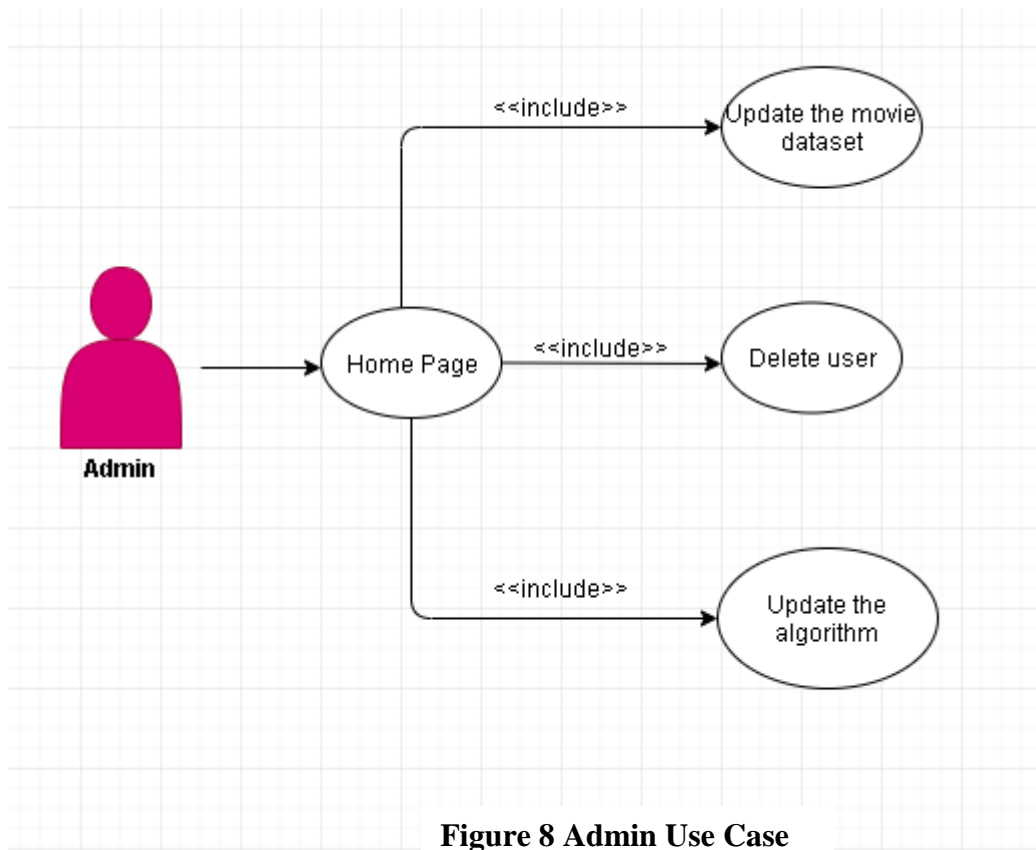 <<include>>
Update the movie
dataset
Home Page
<<include>>
Delete user
Admin
<<include>>
Update the
algorithm
Figure 8 Admin Use Case